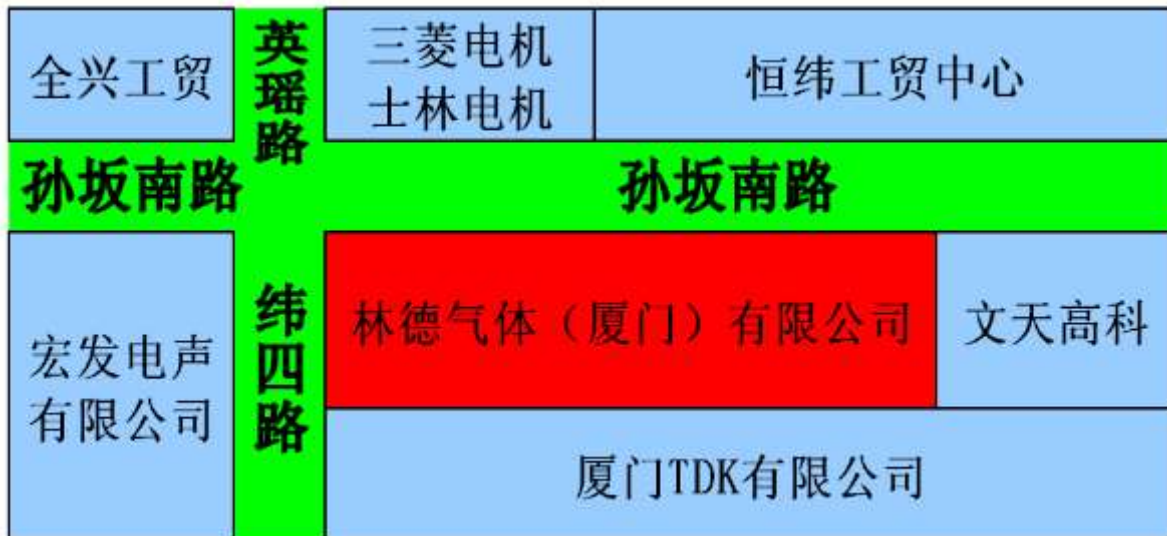 全兴工贸
英瑶路
三菱电机
士林电机
恒纬工贸中心
孙坂南路
孙坂南路
宏发电声
有限公司
纬四路
林德气体（厦门）有限公司
文天高科
厦门TDK有限公司